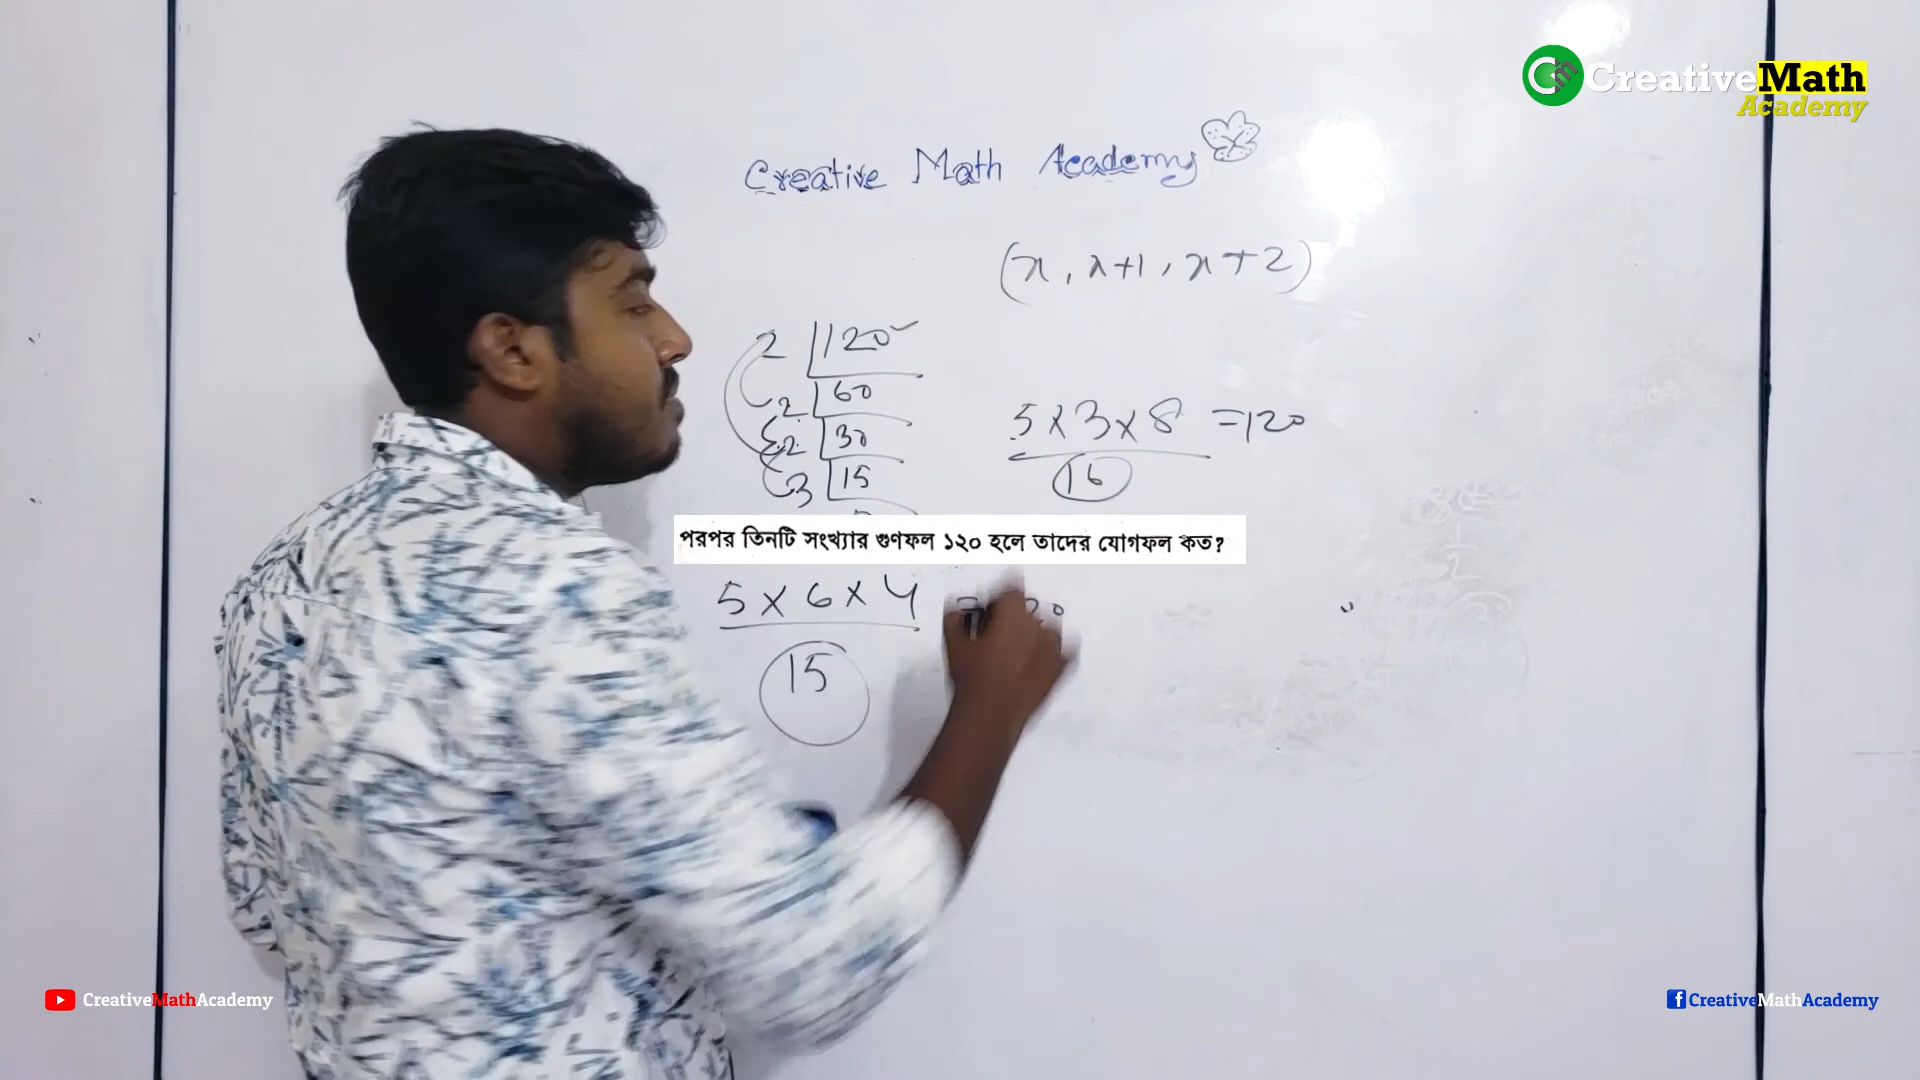 CreativeMath
Academy
Creative Math Academy
(x, x+1, x+2)
2 120
2 60
2 30
3 15
5×3×8 =120
16
পরপর তিনটি সংখ্যার গুণফল ১২০ হলে তাদের যোগফল কত?
5×6×4 =
15
CreativeMathAcademy
CreativeMathAcademy